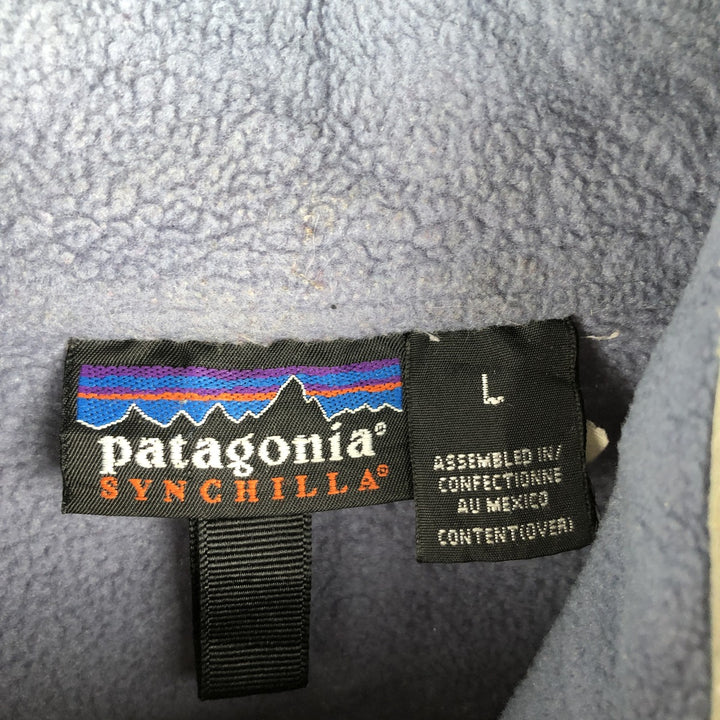 patagonia®
SYNCHILLA®
L
ASSEMBLED IN/
CONFECTIONNE
AU MEXICO
CONTENT(OVER)